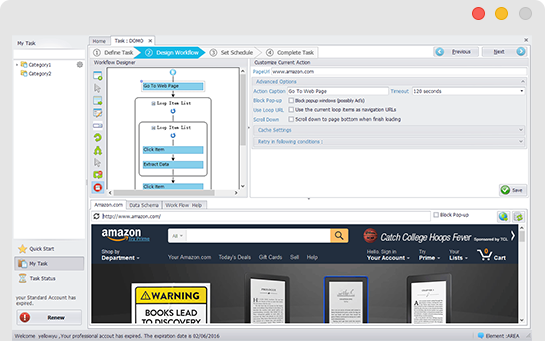 My Task
Category1
Category2
Home
Task : DOMO
1 Define Task
2 Design Workflow
3 Set Schedule
4 Complete Task
Previous
Next
Workflow Designer
Go To Web Page
Loop Item List
Loop Item List
Click Item
Extract Data
Click Item
Customize Current Action
PageUrl www.amazon.com
Advanced Options
Action Caption Go To Web Page Timeout 120 seconds
Block Pop-up Block popup windows (possibly Ads)
Use Loop URL Use the current loop items as navigation URLs
Scroll Down Scroll down to page bottom when finish loading
Cache Settings
Retry in following conditions :
Save
Amazon.com
Data Schema
Work Flow
Help
http://www.amazon.com/
Block Pop-up
amazon
Try Prime
All
Catch College Hoops Fever Sponsored by TCL
Shop by
Department
Your Amazon.com
Today's Deals
Gift Cards
Sell
Help
Hello. Sign in
Your Account
Try
Prime
Your
Lists
0
Cart
WARNING
BOOKS LEAD TO
DISCOVERY
Quick Start
My Task
Task Status
your Standard Account has
expired.
Renew
Welcome yellowxu , Your professional accout has expired. The expiration date is 02/06/2016
Element :AREA